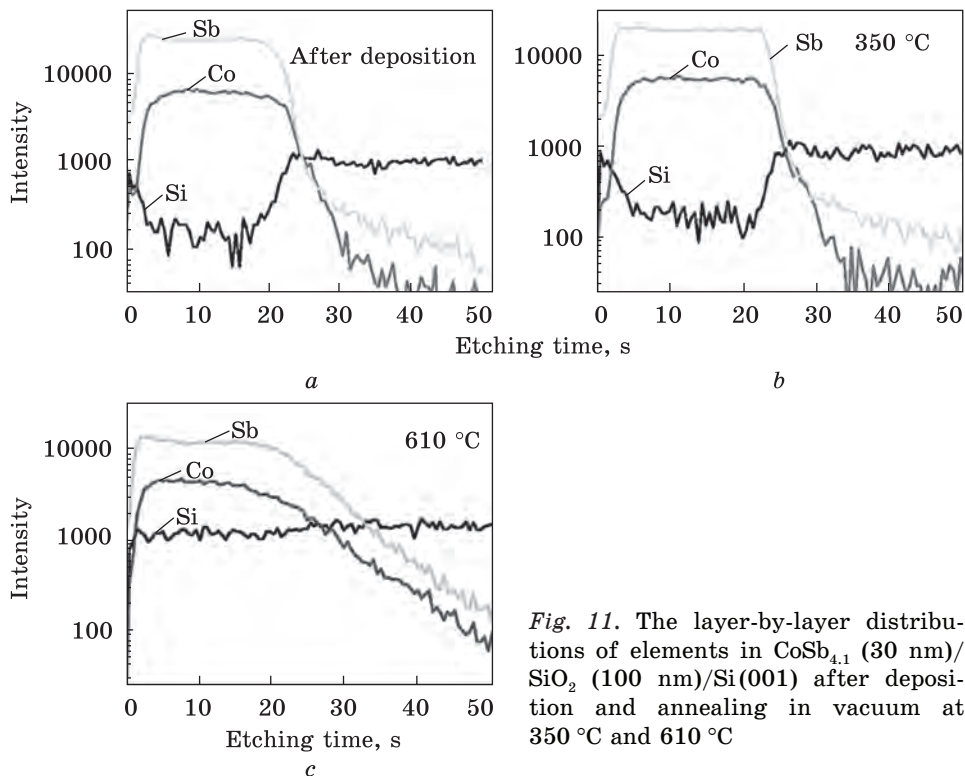 Sb
After deposition
Co
Si
10000
1000
100
Intensity
0 10 20 30 40 50
a
Sb
350 °C
Co
Si
10000
1000
100
0 10 20 30 40 50
Etching time, s
b
Sb
610 °C
Co
Si
10000
1000
100
Intensity
0 10 20 30 40 50
Etching time, s
c
Fig. 11. The layer-by-layer distribu-
tions of elements in CoSb4.1 (30 nm)/
SiO2 (100 nm)/Si(001) after deposi-
tion and annealing in vacuum at
350 °C and 610 °C